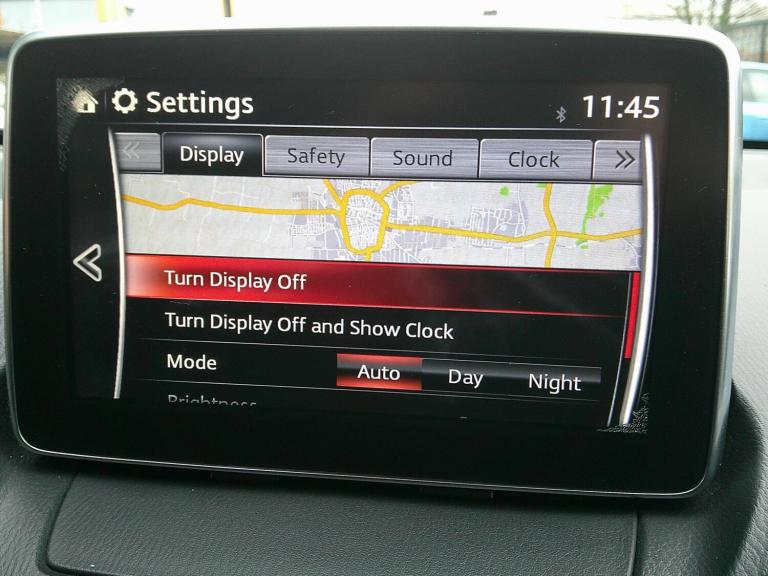 Settings
11:45
Display Safety Sound Clock
Turn Display Off
Turn Display Off and Show Clock
Mode Auto Day Night
Brightness